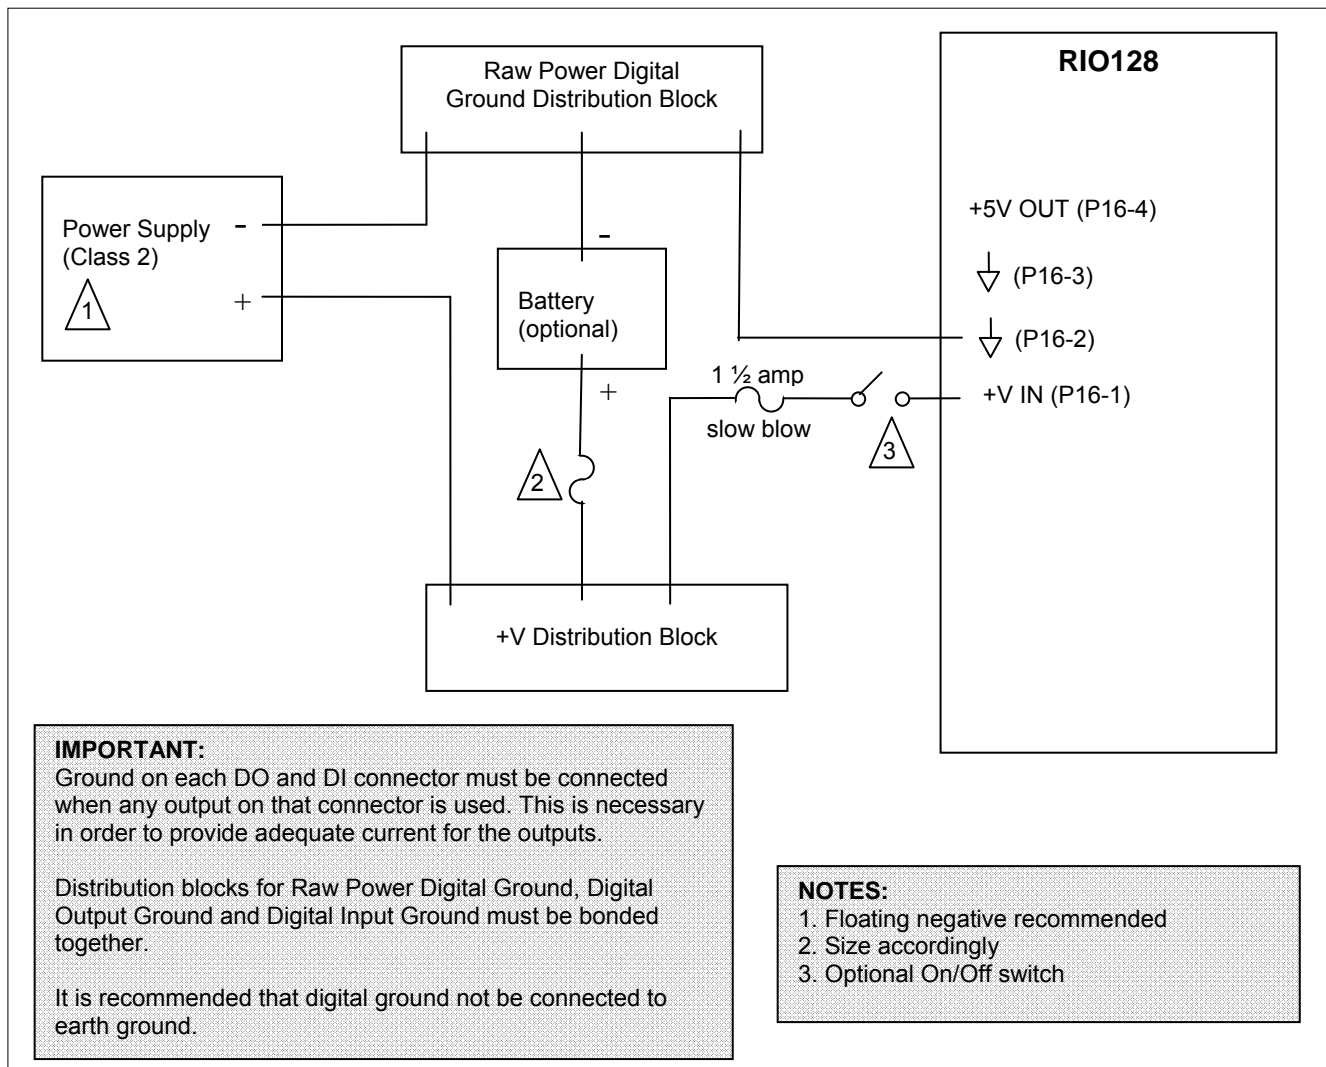 Raw Power Digital
Ground Distribution Block
RIO128
Power Supply
(Class 2)
-
+
1
+5V OUT (P16-4)
(P16-3)
(P16-2)
+V IN (P16-1)
-
Battery
(optional)
+
1 ½ amp
slow blow
2
3
+V Distribution Block
IMPORTANT:
Ground on each DO and DI connector must be connected
when any output on that connector is used. This is necessary
in order to provide adequate current for the outputs.
Distribution blocks for Raw Power Digital Ground, Digital
Output Ground and Digital Input Ground must be bonded
together.
It is recommended that digital ground not be connected to
earth ground.
NOTES:
1. Floating negative recommended
2. Size accordingly
3. Optional On/Off switch